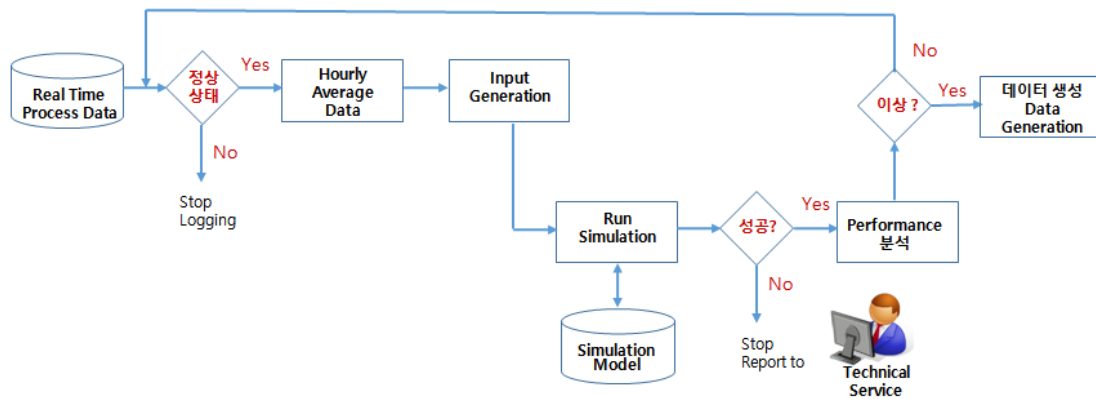 Real Time
Process Data
정상
상태
Yes
No
Stop
Logging
Hourly
Average
Data
Input
Generation
Run
Simulation
Simulation
Model
성공?
Yes
No
Stop
Report to
Technical
Service
Performance
분석
이상 ?
No
Yes
데이터 생성
Data
Generation